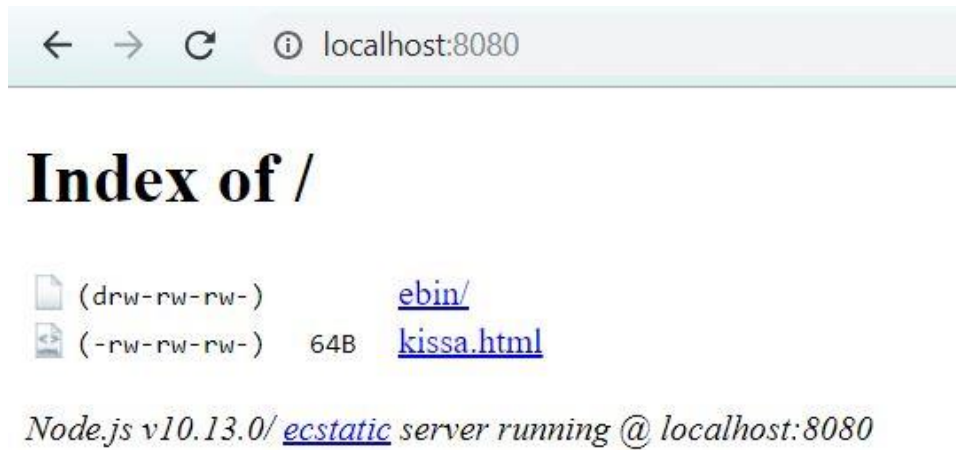 localhost:8080
Index of /
(drw-rw-rw-) ebin/
(-rw-rw-rw-) 64B kissa.html
Node.js v10.13.0/ ecstatic server running @ localhost:8080